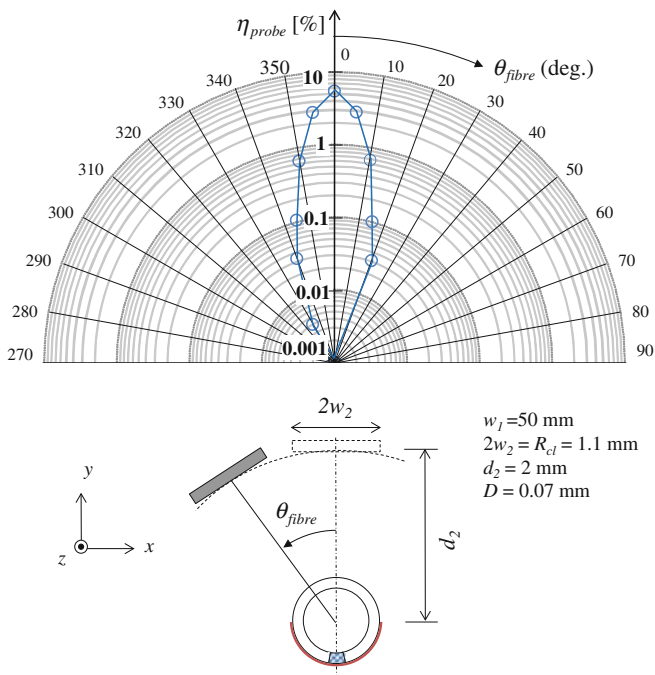 η_probe [%]
θ_fibre (deg.)
0
10
20
30
40
50
60
70
80
90
350
340
330
320
310
300
290
280
270
10
1
0.1
0.01
0.001
2w_2
w_1 =50 mm
2w_2 = R_cl = 1.1 mm
d_2 = 2 mm
D = 0.07 mm
y
x
z
θ_fibre
d_2